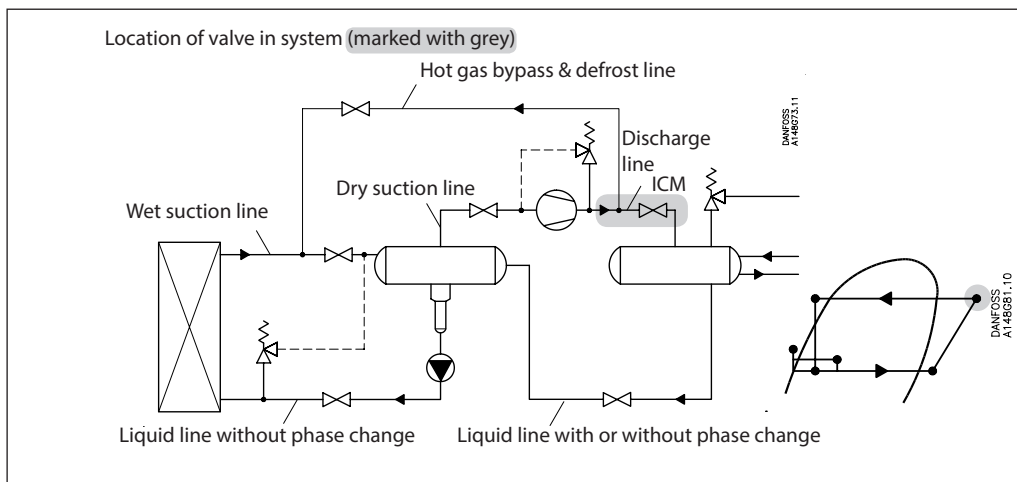 Location of valve in system (marked with grey)
Hot gas bypass & defrost line
DANFOSS
A148G73.11
Discharge
line
ICM
Dry suction line
Wet suction line
DANFOSS
A148G81.10
Liquid line without phase change
Liquid line with or without phase change